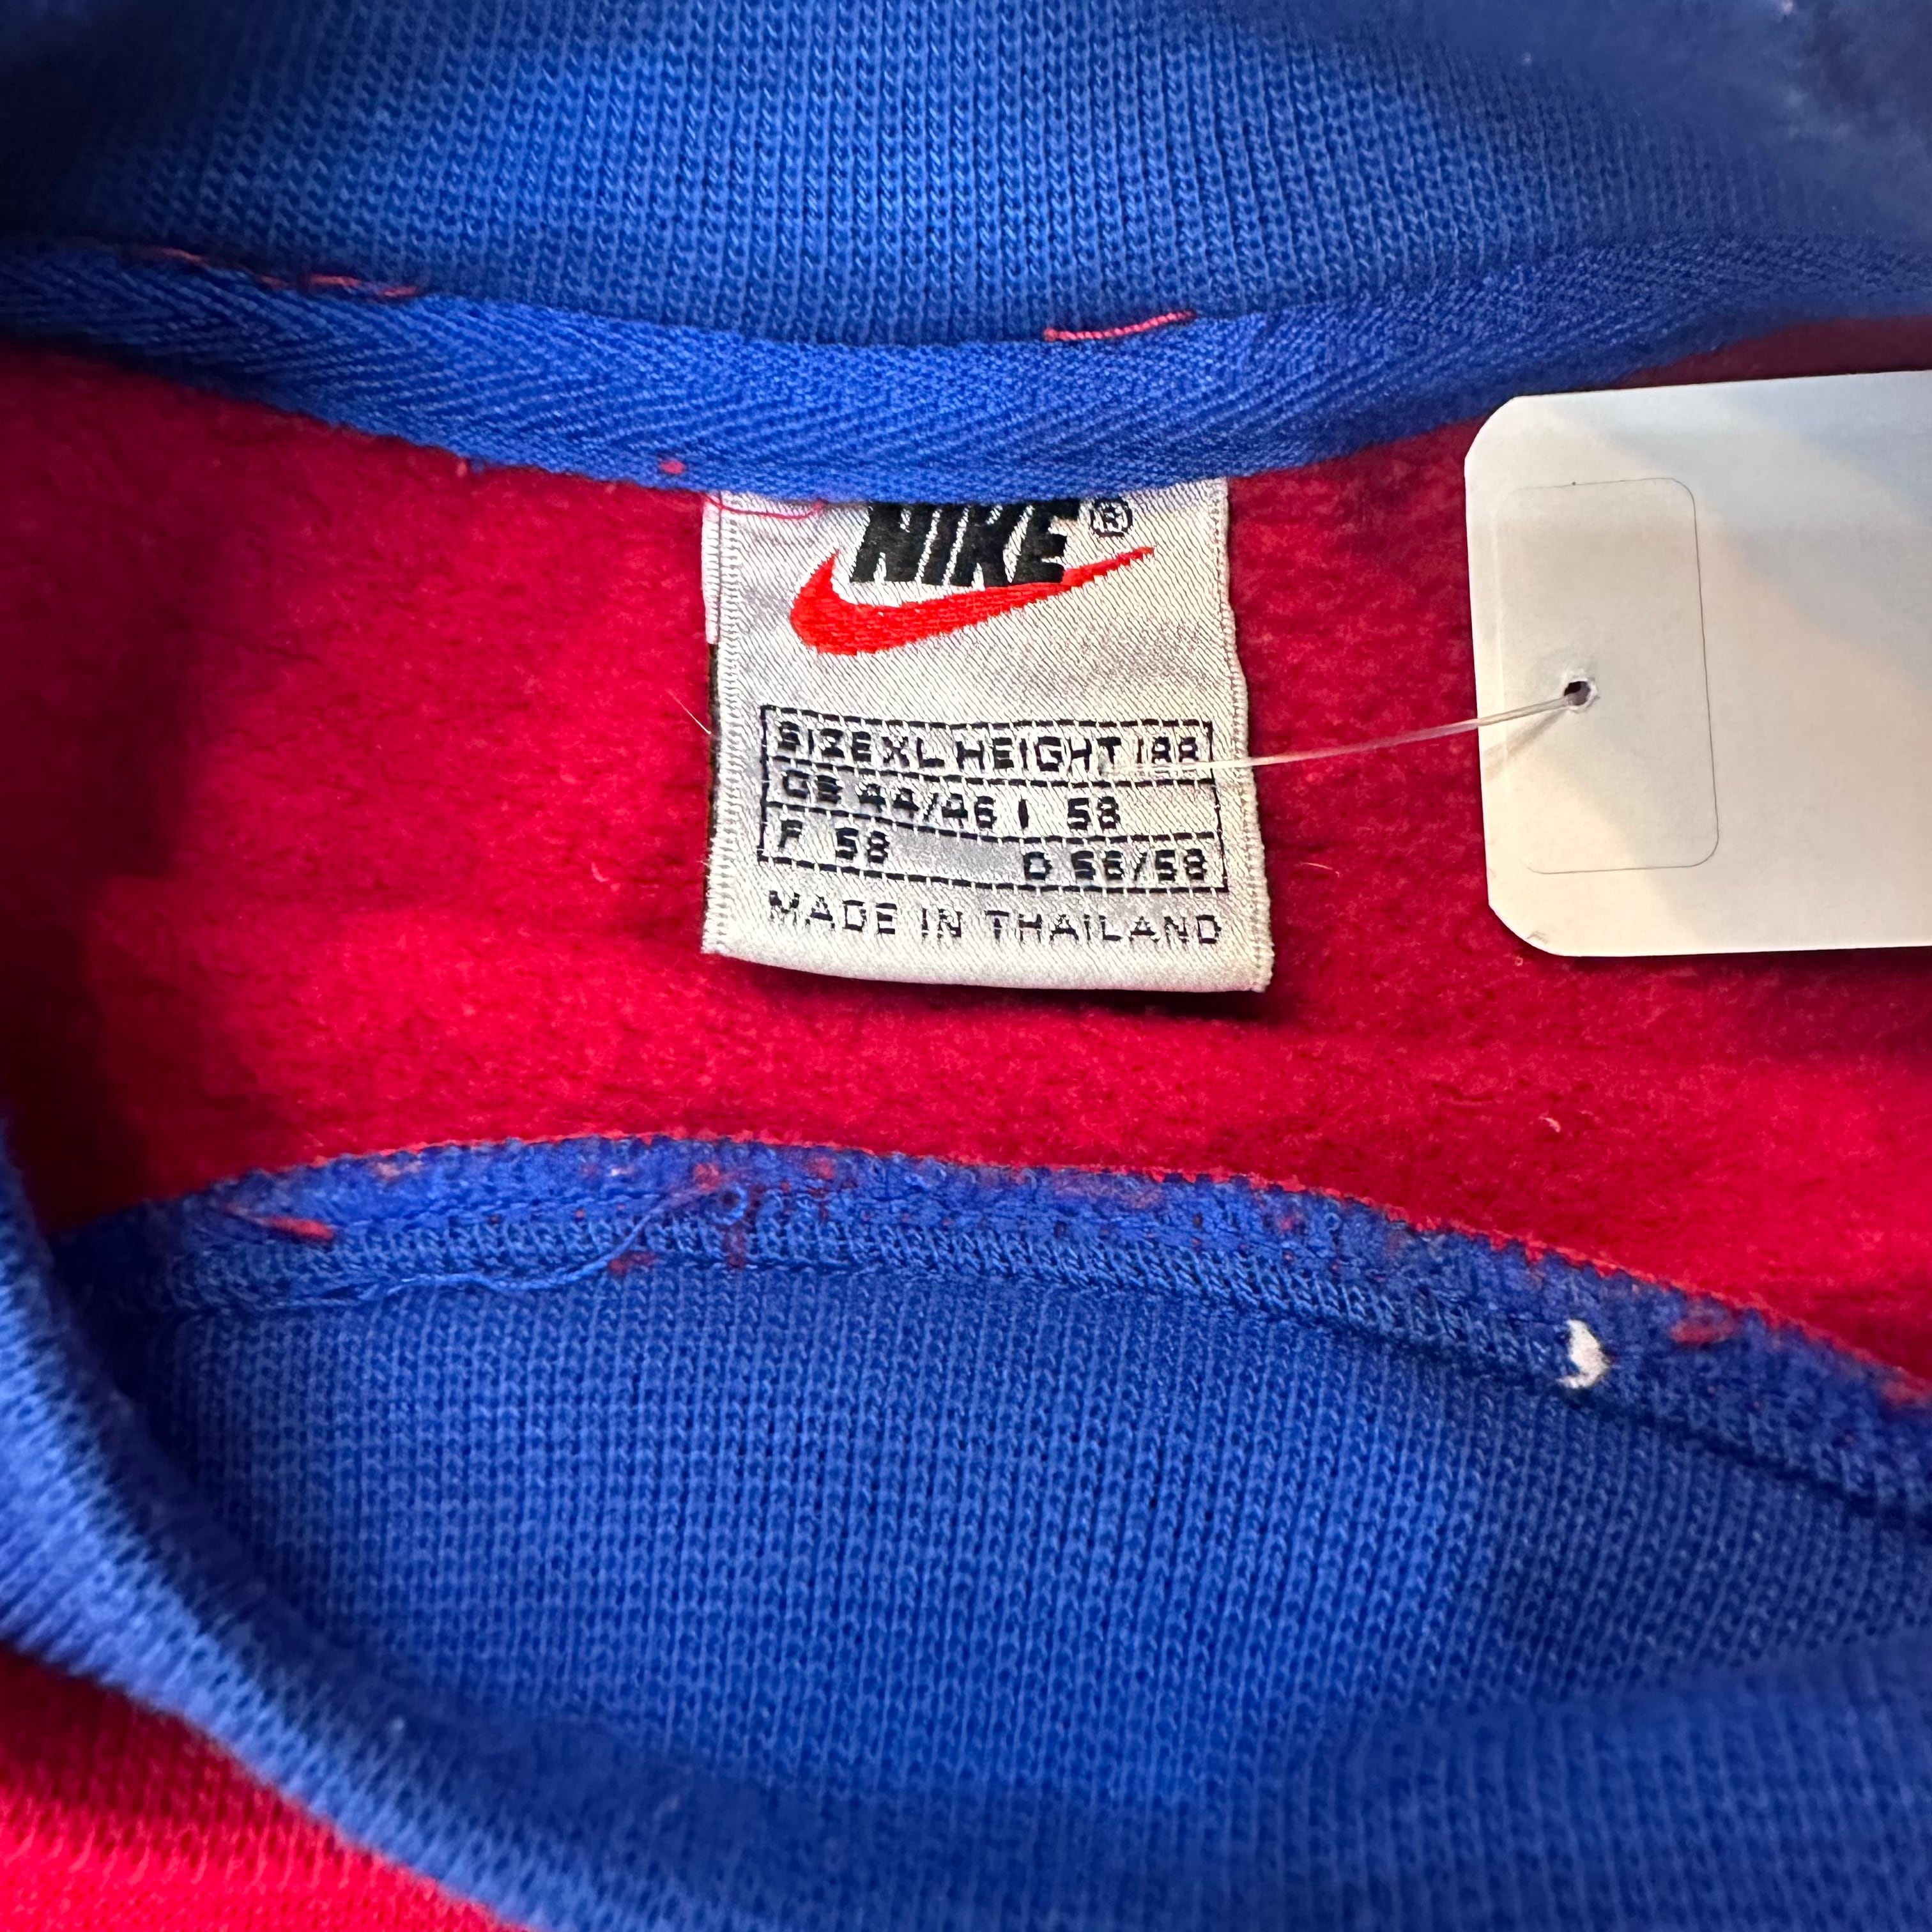 NIKE®
SIZE XL HEIGHT 188
GB 44/46 I 58
F 58 D 56/58
MADE IN THAILAND